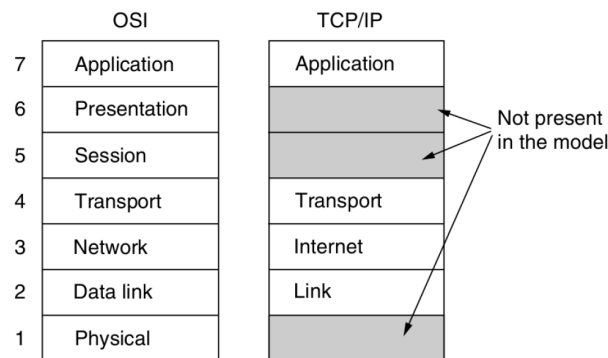 OSI TCP/IP
7 Application Application
6 Presentation
5 Session
Not present
in the model
4 Transport Transport
3 Network Internet
2 Data link Link
1 Physical